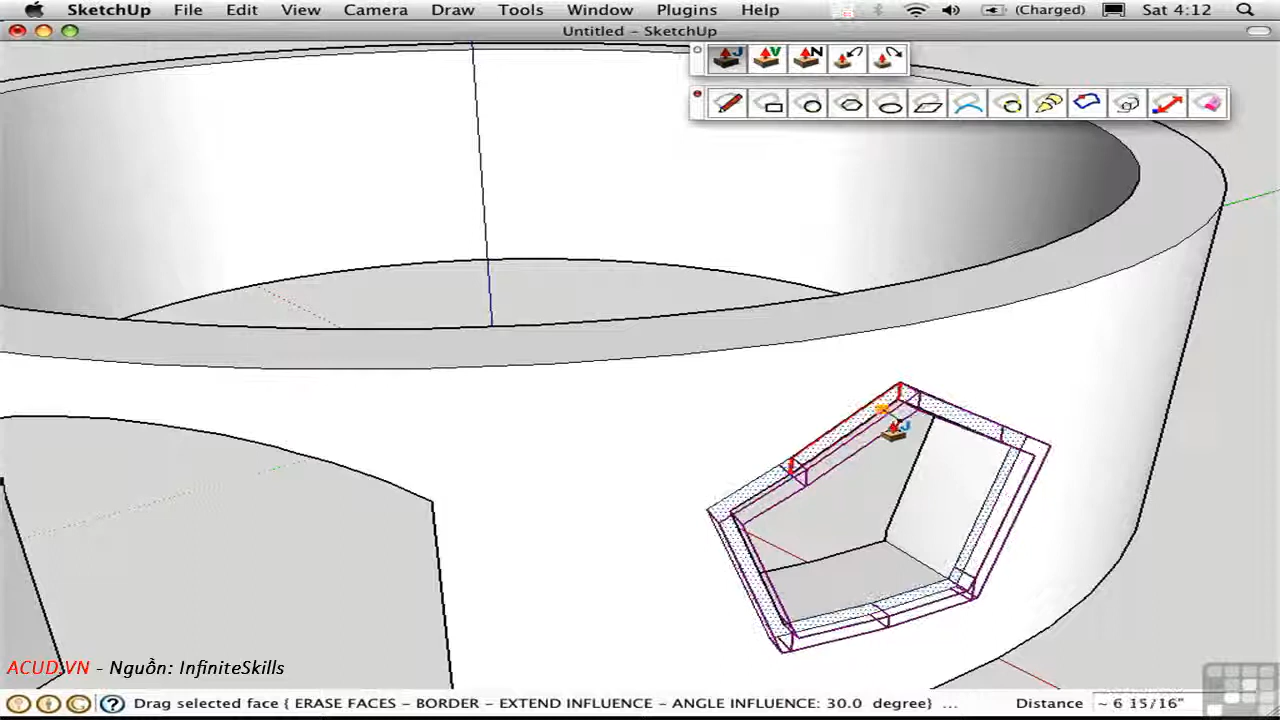 SketchUp File Edit View Camera Draw Tools Window Plugins Help (Charged) Sat 4:12
Untitled - SketchUp
J V N
J
ACUD.VN - Nguồn: InfiniteSkills
Drag selected face { ERASE FACES - BORDER - EXTEND INFLUENCE - ANGLE INFLUENCE: 30.0 degree} ... Distance ~ 6 15/16"